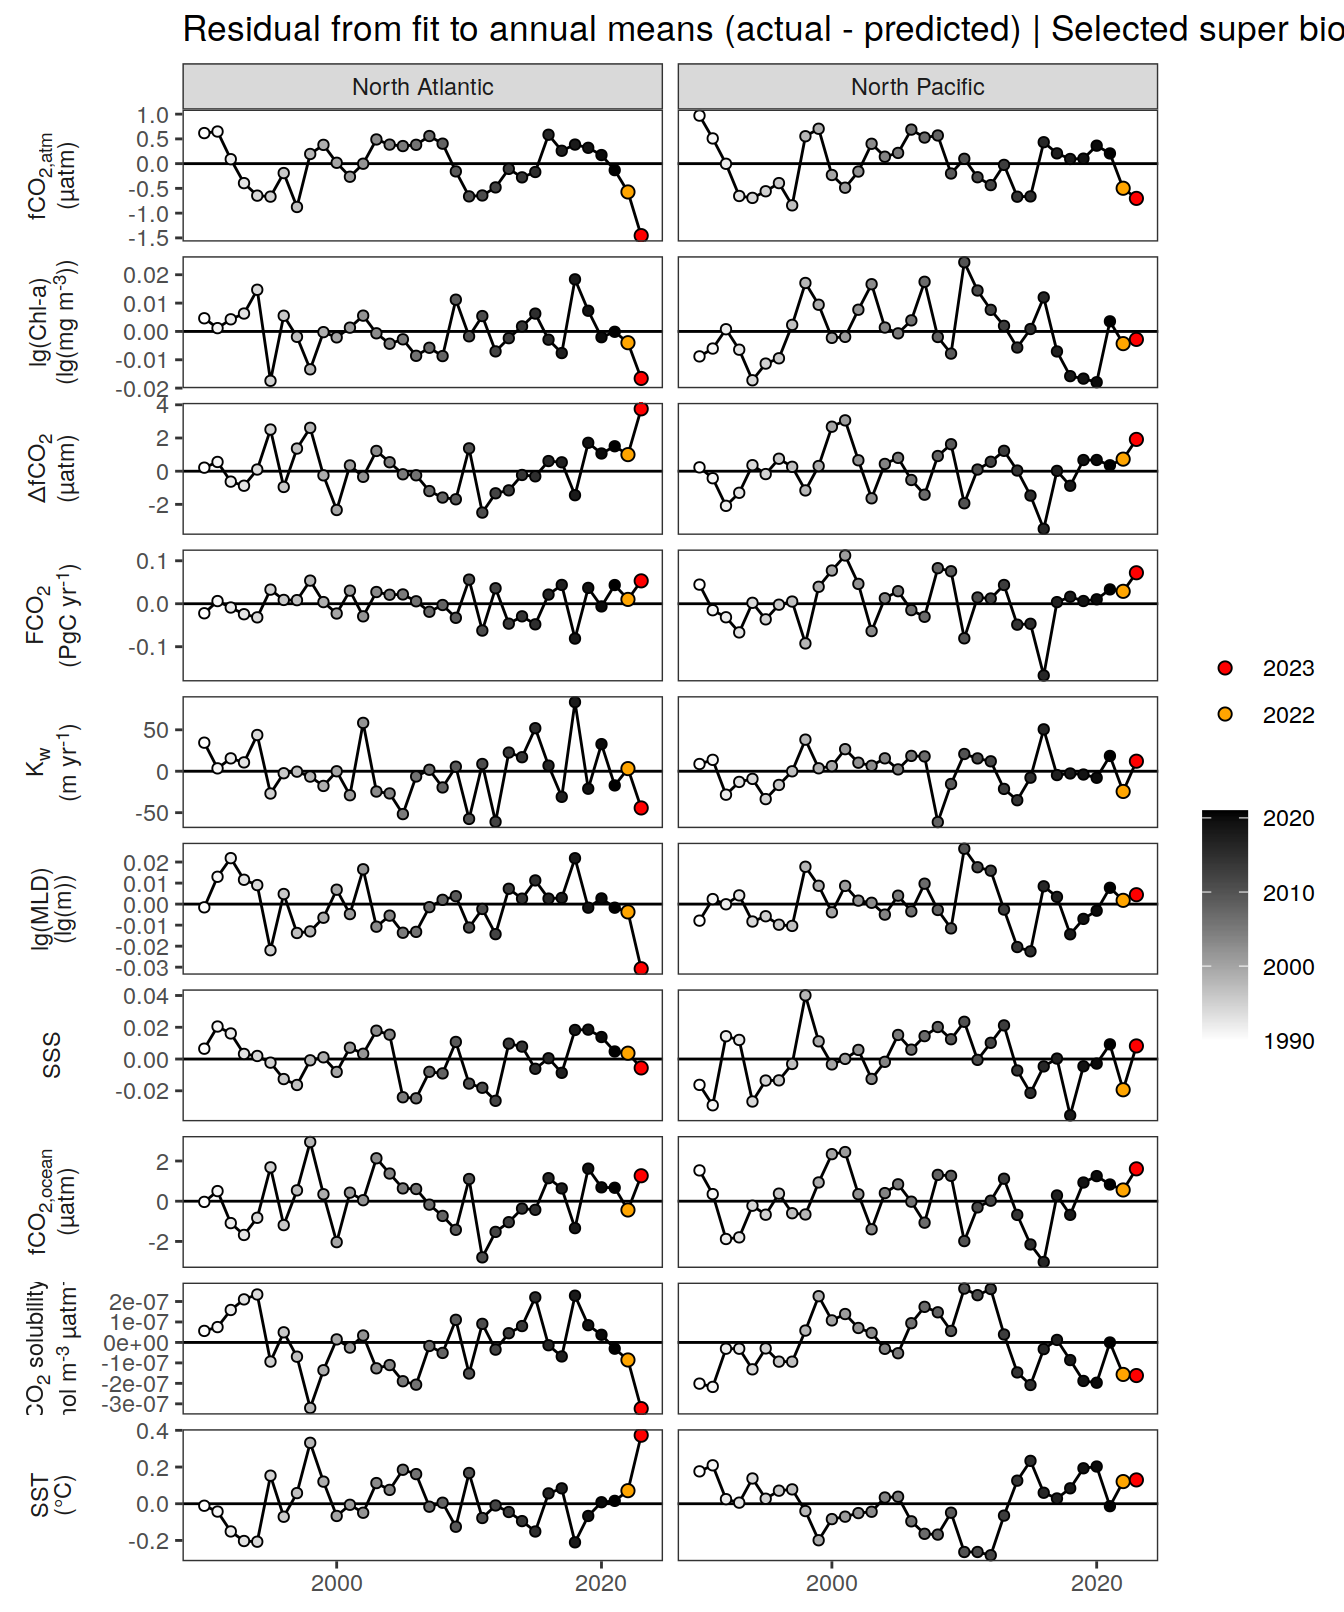 Residual from fit to annual means (actual - predicted) | Selected super bio
North Atlantic
North Pacific
fCO2,atm
(µatm)
1.0
0.5
0.0
-0.5
-1.0
-1.5
lg(Chl-a)
(lg(mg m-3))
0.02
0.01
0.00
-0.01
-0.02
ΔfCO2
(µatm)
4
2
0
-2
FCO2
(PgC yr-1)
0.1
0.0
-0.1
Kw
(m yr-1)
50
0
-50
lg(MLD)
(lg(m))
0.02
0.01
0.00
-0.01
-0.02
-0.03
SSS
0.04
0.02
0.00
-0.02
fCO2,ocean
(µatm)
2
0
-2
CO2 solubility
nol m-3 µatm-
2e-07
1e-07
0e+00
-1e-07
-2e-07
-3e-07
SST
(°C)
0.4
0.2
0.0
-0.2
2000
2020
2000
2020
2023
2022
2020
2010
2000
1990